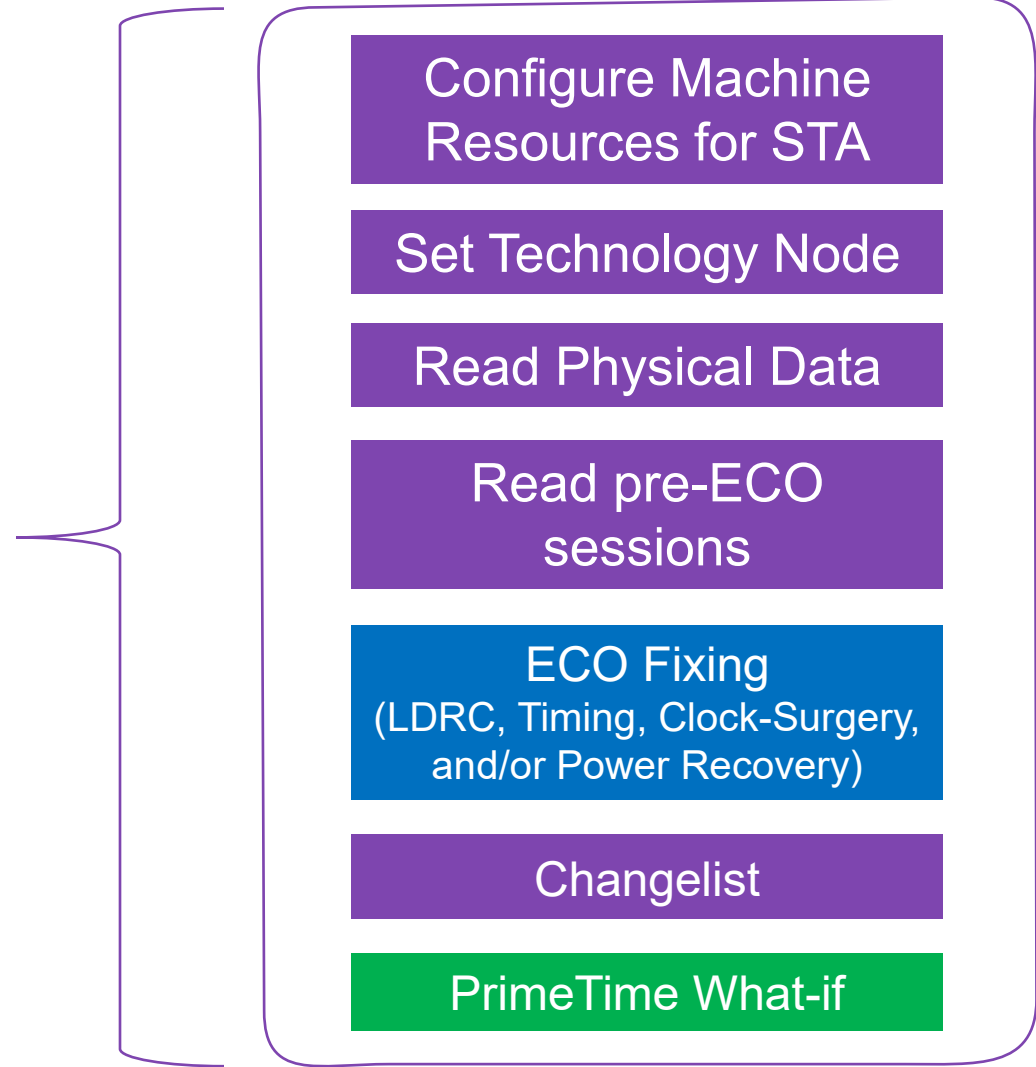 Configure Machine
Resources for STA
Set Technology Node
Read Physical Data
Read pre-ECO
sessions
ECO Fixing
(LDRC, Timing, Clock-Surgery,
and/or Power Recovery)
Changelist
PrimeTime What-if